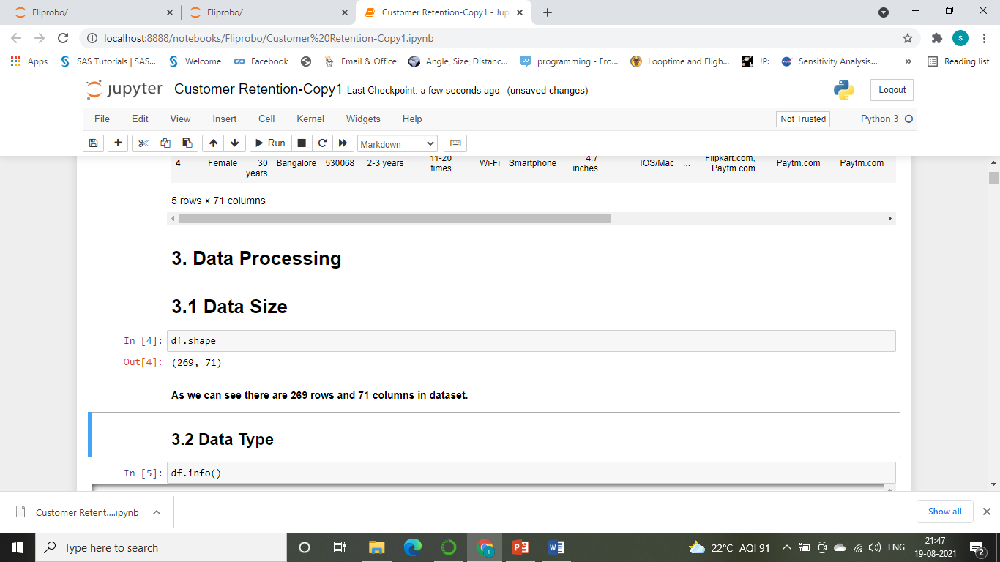 Fliprobo/
Fliprobo/
Customer Retention-Copy1 - Jup
localhost:8888/notebooks/Fliprobo/Customer%20Retention-Copy1.ipynb
S
Apps
SAS Tutorials | SAS...
Welcome
Facebook
Email & Office
Angle, Size, Distanc...
programming - Fro...
Looptime and Fligh...
JP:
Sensitivity Analysis...
»
Reading list
jupyter Customer Retention-Copy1 Last Checkpoint: a few seconds ago (unsaved changes)
Logout
File Edit View Insert Cell Kernel Widgets Help
Not Trusted
Python 3
Run
Markdown
4 Female 30 years Bangalore 530068 2-3 years 11-20 times Wi-Fi Smartphone 4.7 inches IOS/Mac ... Flipkart.com, Paytm.com Paytm.com Paytm.com
5 rows × 71 columns
3. Data Processing
3.1 Data Size
In [4]: df.shape
Out[4]: (269, 71)
As we can see there are 269 rows and 71 columns in dataset.
3.2 Data Type
In [5]: df.info()
Customer Retent....ipynb
Show all
Type here to search
22°C AQI 91
ENG
21:47
19-08-2021
2